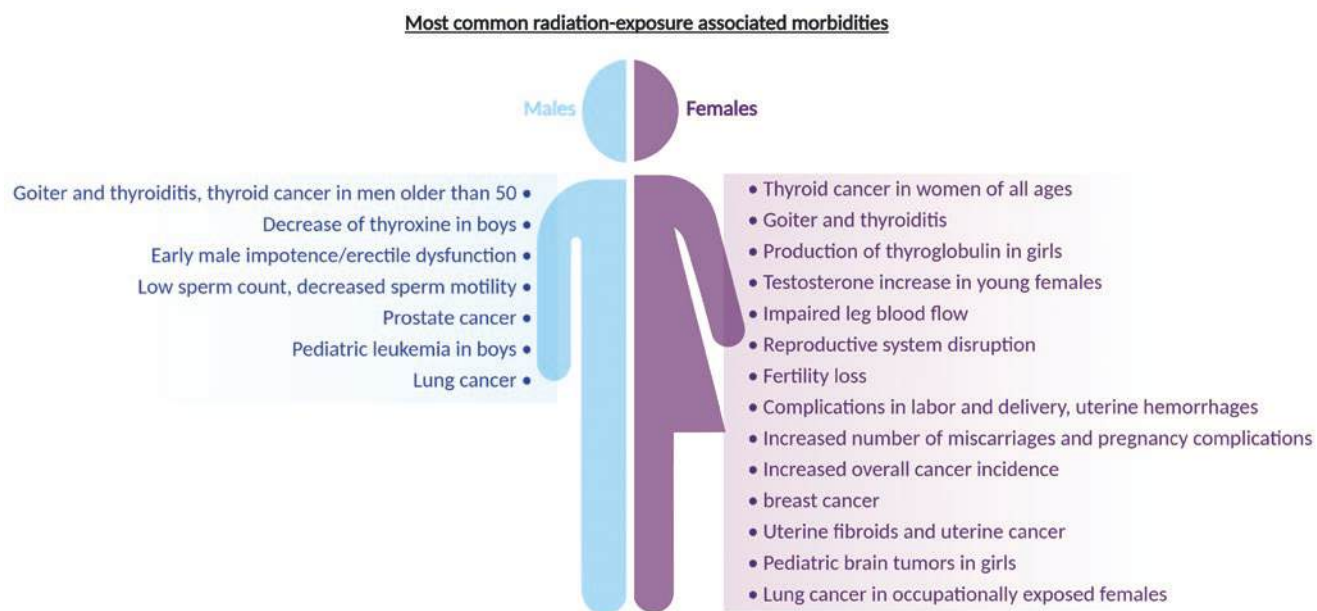 Most common radiation-exposure associated morbidities
Males
Females
Goiter and thyroiditis, thyroid cancer in men older than 50 •
Decrease of thyroxine in boys •
Early male impotence/erectile dysfunction •
Low sperm count, decreased sperm motility •
Prostate cancer •
Pediatric leukemia in boys •
Lung cancer •
• Thyroid cancer in women of all ages
• Goiter and thyroiditis
• Production of thyroglobulin in girls
• Testosterone increase in young females
• Impaired leg blood flow
• Reproductive system disruption
• Fertility loss
• Complications in labor and delivery, uterine hemorrhages
• Increased number of miscarriages and pregnancy complications
• Increased overall cancer incidence
• breast cancer
• Uterine fibroids and uterine cancer
• Pediatric brain tumors in girls
• Lung cancer in occupationally exposed females